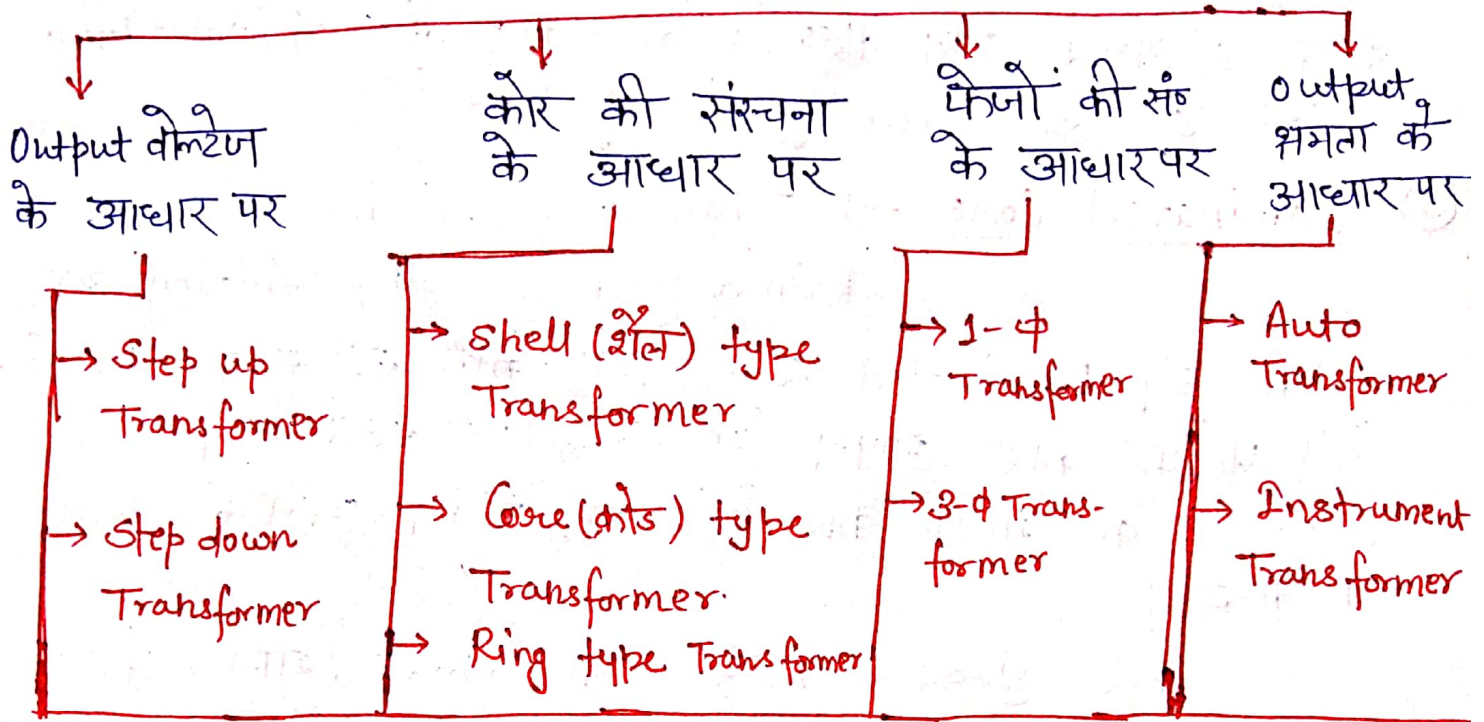 Output वोल्टेज
के आधार पर
कोर की संरचना
के आधार पर
फेजों की सं०
के आधार पर
output
क्षमता के
आधार पर
→ Step up
Transformer
→ Step down
Transformer
→ Shell (शैल) type
Transformer
→ Core (कोर) type
Transformer.
→ Ring type Transformer
→ 1-ф
Transformer
→ 3-ф Trans-
former
→ Auto
Transformer
→ Instrument
Transformer